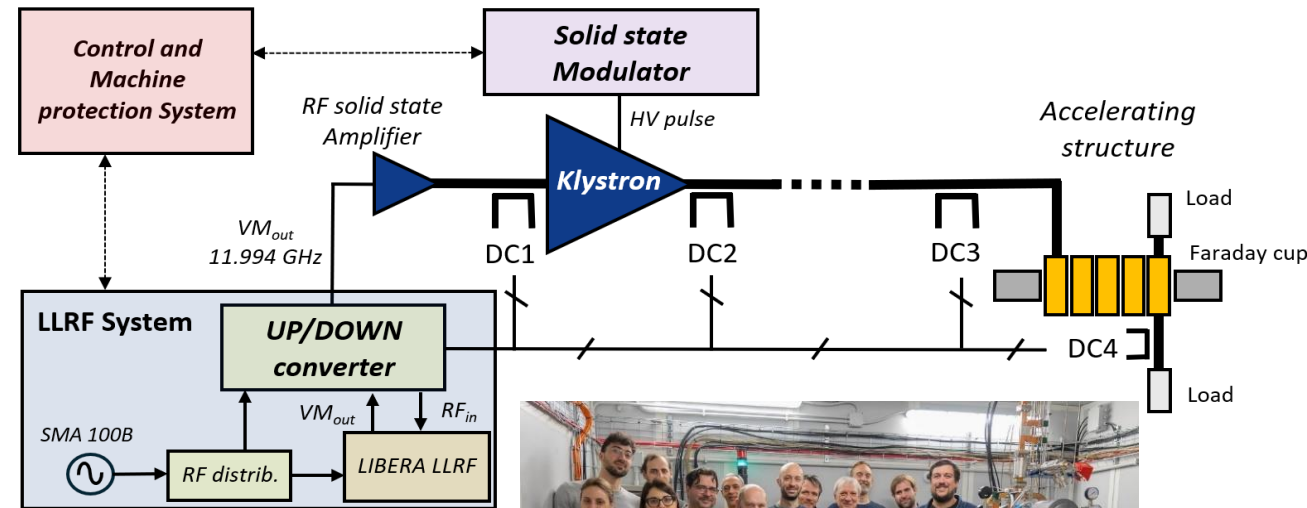 Control and
Machine
protection System
Solid state
Modulator
RF solid state
Amplifier
HV pulse
Accelerating
structure
Klystron
Load
VMout
11.994 GHz
DC1
DC2
DC3
Faraday cup
LLRF System
UP/DOWN
converter
DC4
Load
VMout
RFin
SMA 100B
RF distrib.
LIBERA LLRF